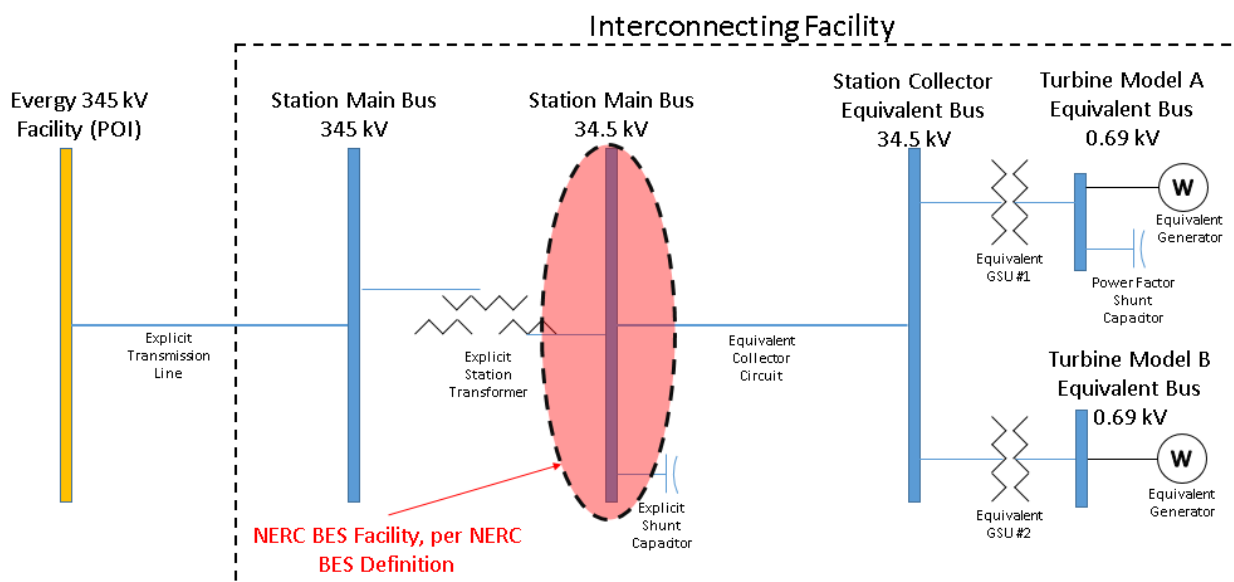 Interconnecting Facility
Evergy 345 kV
Facility (POI)
Station Main Bus
345 kV
Station Main Bus
34.5 kV
Station Collector
Equivalent Bus
34.5 kV
Turbine Model A
Equivalent Bus
0.69 kV
W
Equivalent
Generator
Equivalent
GSU #1
Power Factor
Shunt
Capacitor
Explicit
Transmission
Line
Explicit
Station
Transformer
Equivalent
Collector
Circuit
Turbine Model B
Equivalent Bus
0.69 kV
W
Equivalent
Generator
Equivalent
GSU #2
Explicit
Shunt
Capacitor
NERC BES Facility, per NERC
BES Definition